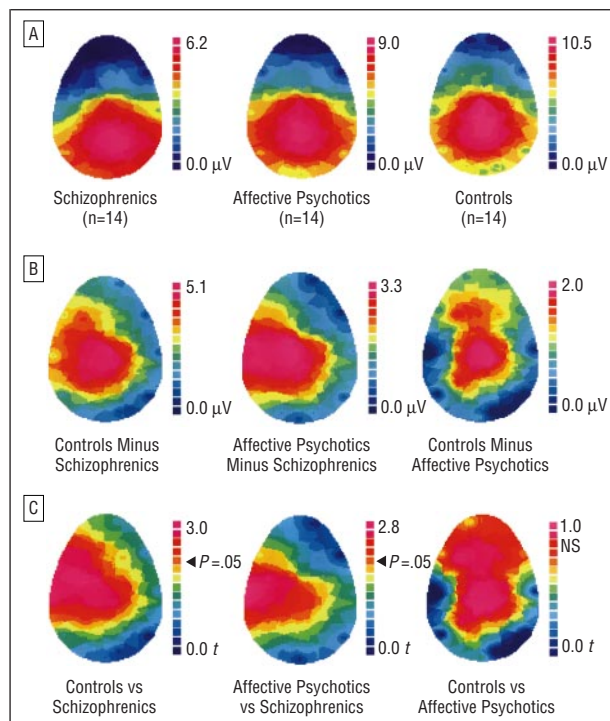 A
6.2
0.0 µV
9.0
0.0 µV
10.5
0.0 µV
Schizophrenics
(n=14)
Affective Psychotics
(n=14)
Controls
(n=14)
B
5.1
0.0 µV
3.3
0.0 µV
2.0
0.0 µV
Controls Minus
Schizophrenics
Affective Psychotics
Minus Schizophrenics
Controls Minus
Affective Psychotics
C
3.0
P=.05
0.0 t
2.8
P=.05
0.0 t
1.0
NS
0.0 t
Controls vs
Schizophrenics
Affective Psychotics
vs Schizophrenics
Controls vs
Affective Psychotics